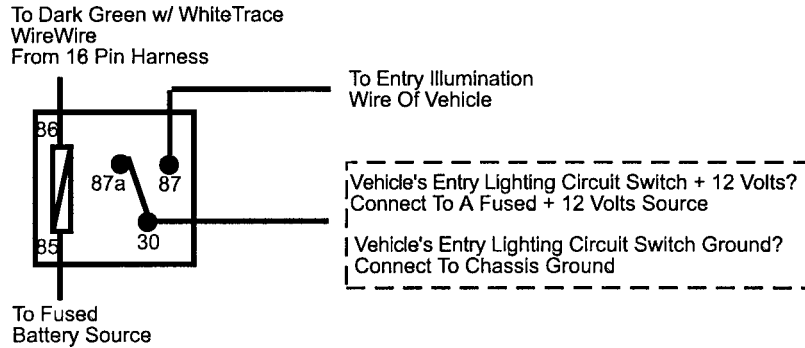 To Dark Green w/ WhiteTrace
WireWire
From 16 Pin Harness
To Entry Illumination
Wire Of Vehicle
86
87a
87
Vehicle's Entry Lighting Circuit Switch + 12 Volts?
Connect To A Fused + 12 Volts Source
85
30
Vehicle's Entry Lighting Circuit Switch Ground?
Connect To Chassis Ground
To Fused
Battery Source